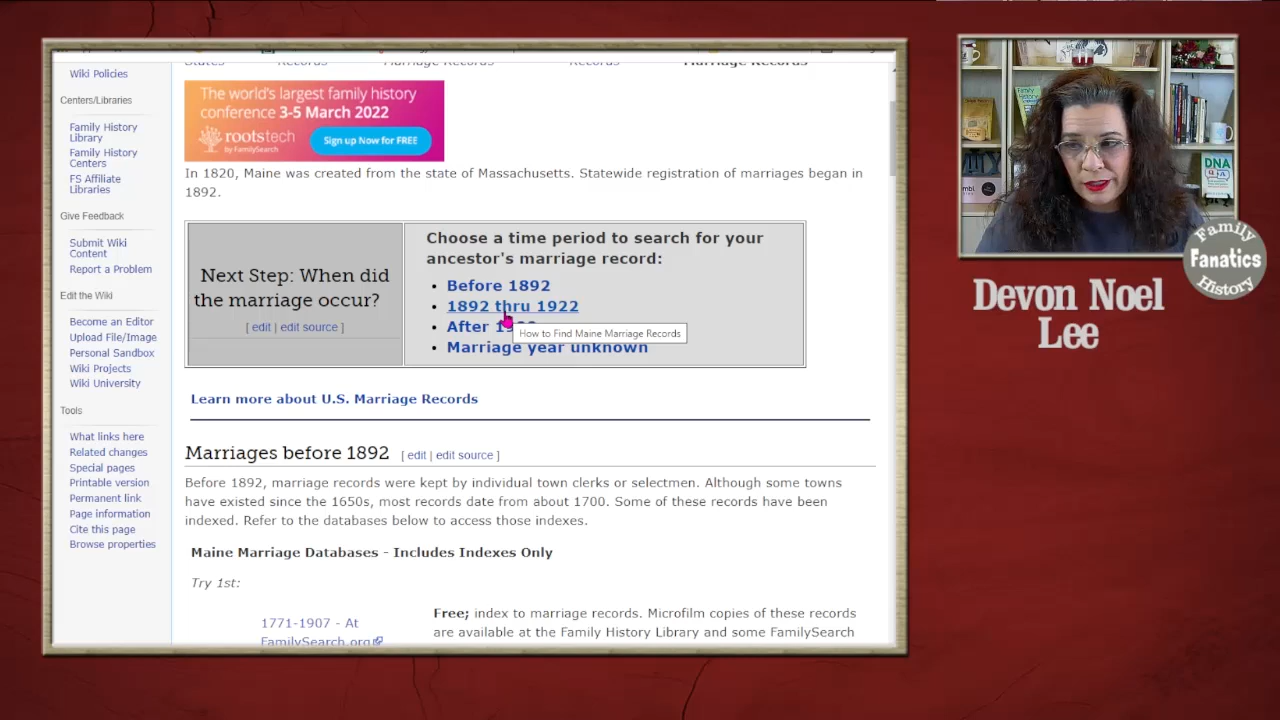 States Records Marriage Records Records Marriage Records
Wiki Policies
Centers/Libraries
Family History
Library
Family History
Centers
FS Affiliate
Libraries
Give Feedback
Submit Wiki
Content
Report a Problem
Edit the Wiki
Become an Editor
Upload File/Image
Personal Sandbox
Wiki Projects
Wiki University
Tools
What links here
Related changes
Special pages
Printable version
Permanent link
Page information
Cite this page
Browse properties
The world's largest family history
conference 3-5 March 2022
rootstech
by FamilySearch
Sign up Now for FREE
In 1820, Maine was created from the state of Massachusetts. Statewide registration of marriages began in
1892.
Next Step: When did
the marriage occur?
[ edit | edit source ]
Choose a time period to search for your
ancestor's marriage record:
• Before 1892
• 1892 thru 1922
• After
How to Find Maine Marriage Records
• Marriage year unknown
Learn more about U.S. Marriage Records
Marriages before 1892 [ edit | edit source ]
Before 1892, marriage records were kept by individual town clerks or selectmen. Although some towns
have existed since the 1650s, most records date from about 1700. Some of these records have been
indexed. Refer to the databases below to access those indexes.
Maine Marriage Databases - Includes Indexes Only
Try 1st:
1771-1907 - At
FamilySearch.org
Free; index to marriage records. Microfilm copies of these records
are available at the Family History Library and some FamilySearch
DNA
Q&A
Family
Fanatics
History
Devon Noel
Lee